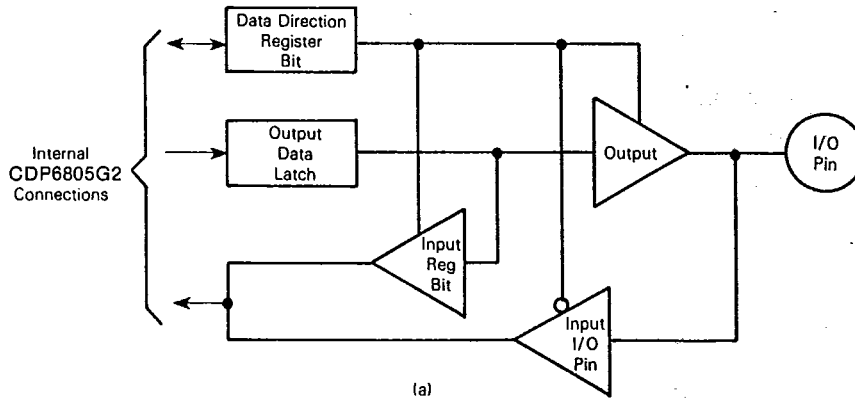 Data Direction
Register
Bit
Internal
CDP6805G2
Connections
Output
Data
Latch
Output
I/O
Pin
Input
Reg
Bit
Input
I/O
Pin
(a)